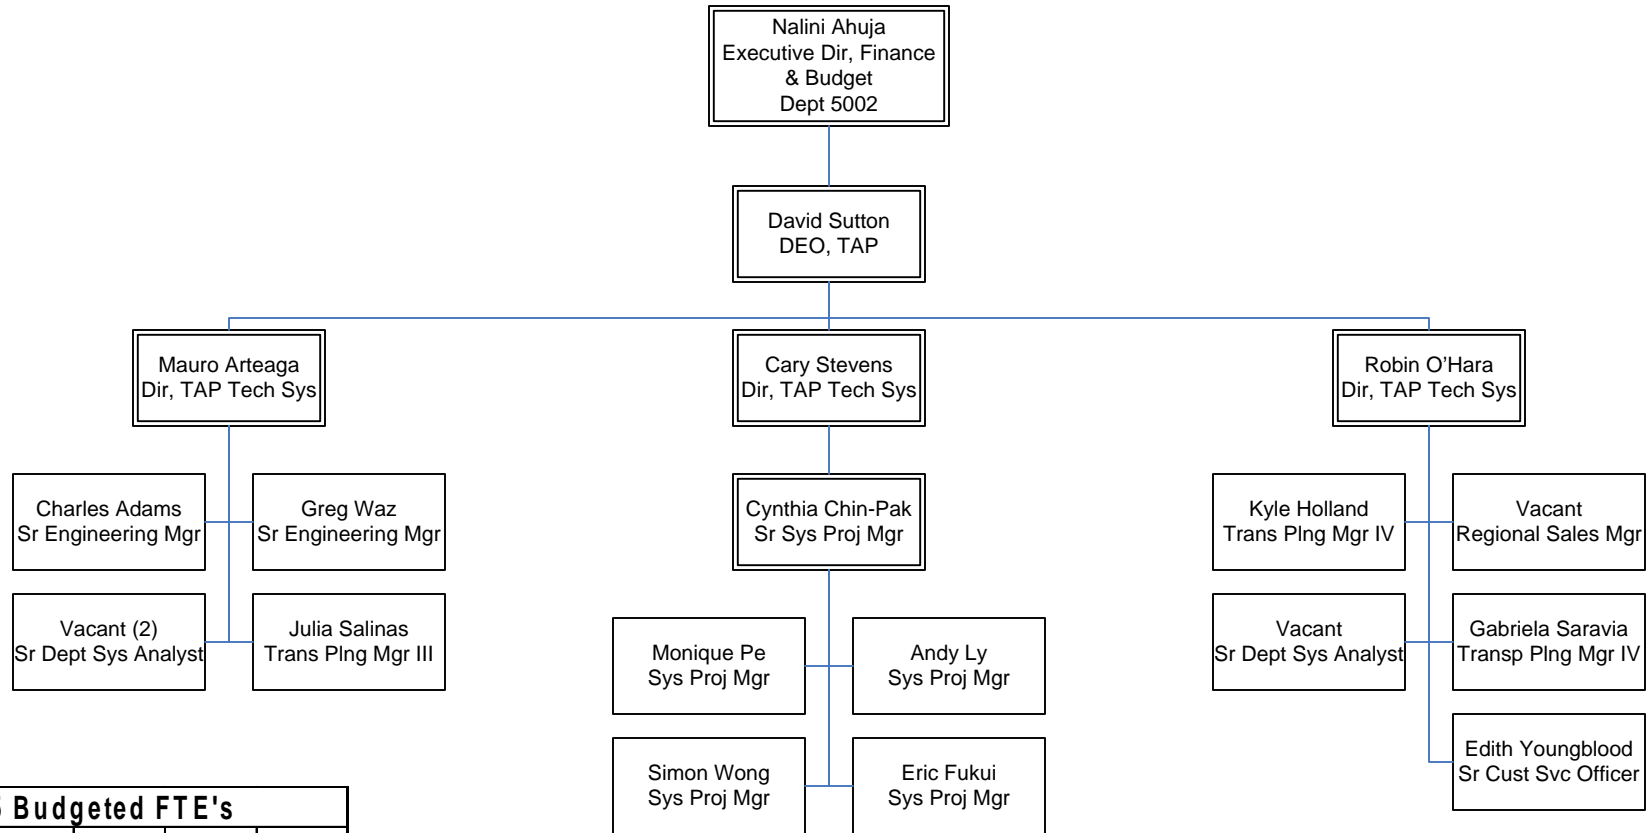 Nalini Ahuja
Executive Dir, Finance
& Budget
Dept 5002
David Sutton
DEO, TAP
Mauro Arteaga
Dir, TAP Tech Sys
Cary Stevens
Dir, TAP Tech Sys
Robin O'Hara
Dir, TAP Tech Sys
Charles Adams
Sr Engineering Mgr
Greg Waz
Sr Engineering Mgr
Vacant (2)
Sr Dept Sys Analyst
Julia Salinas
Trans Plng Mgr III
Cynthia Chin-Pak
Sr Sys Proj Mgr
Monique Pe
Sys Proj Mgr
Andy Ly
Sys Proj Mgr
Simon Wong
Sys Proj Mgr
Eric Fukui
Sys Proj Mgr
Kyle Holland
Trans Plng Mgr IV
Vacant
Regional Sales Mgr
Vacant
Sr Dept Sys Analyst
Gabriela Saravia
Transp Plng Mgr IV
Edith Youngblood
Sr Cust Svc Officer
Budgeted FTE's